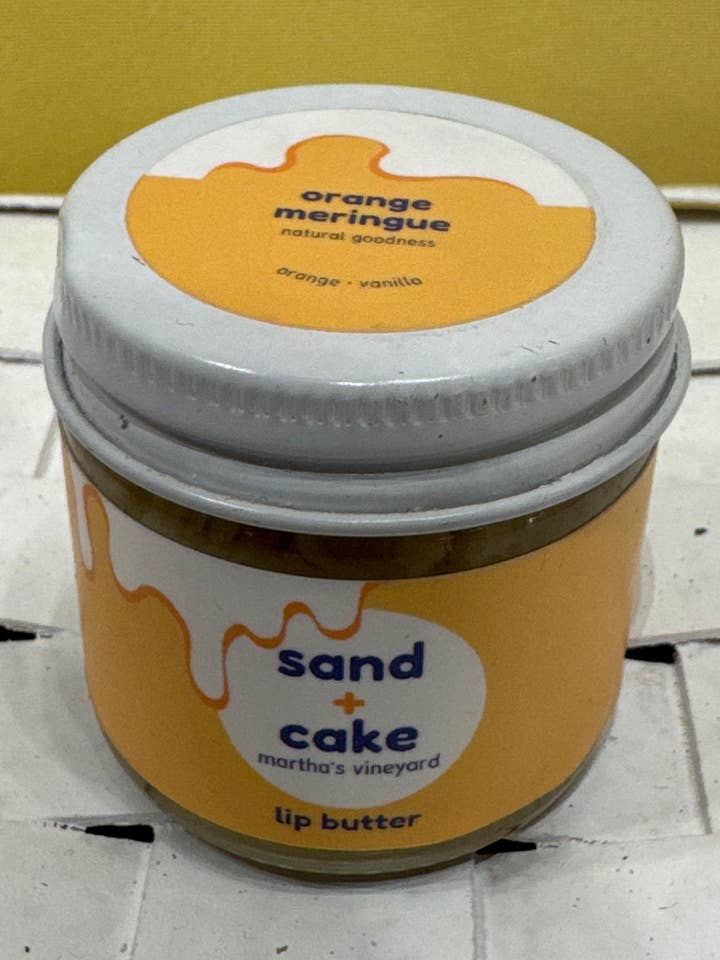 orange
meringue
natural goodness
orange · vanilla
sand
+
cake
martha's vineyard
lip butter